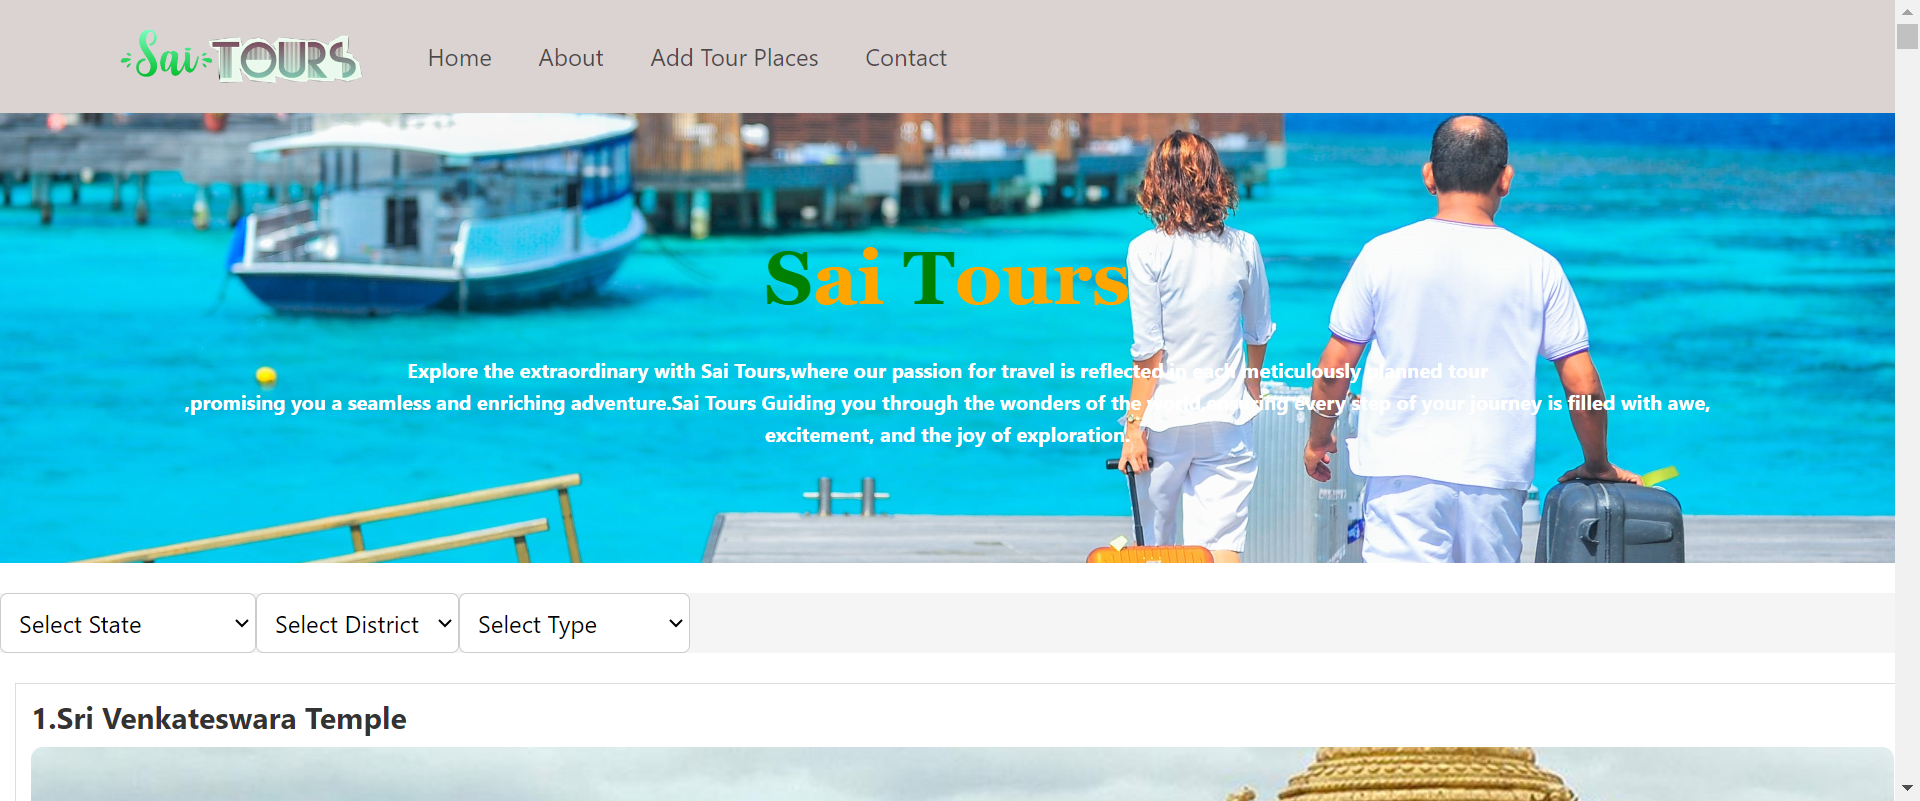 Sai TOURS
Home About Add Tour Places Contact
Sai Tours
Explore the extraordinary with Sai Tours,where our passion for travel is reflected in each meticulously planned tour
,promising you a seamless and enriching adventure.Sai Tours Guiding you through the wonders of the world,ensuring every step of your journey is filled with awe,
excitement, and the joy of exploration.
Select State Select District Select Type
1.Sri Venkateswara Temple